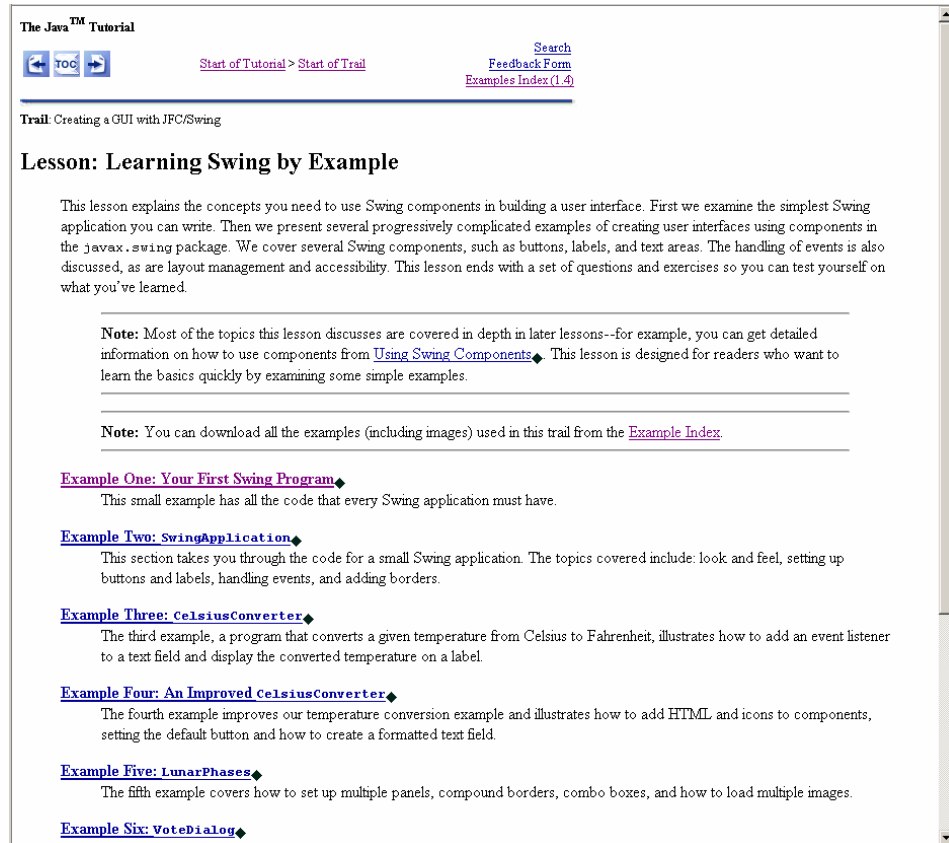 The Java™ Tutorial
TOC
Start of Tutorial > Start of Trail
Search
Feedback Form
Examples Index (1.4)
Trail: Creating a GUI with JFC/Swing
Lesson: Learning Swing by Example
This lesson explains the concepts you need to use Swing components in building a user interface. First we examine the simplest Swing
application you can write. Then we present several progressively complicated examples of creating user interfaces using components in
the javax.swing package. We cover several Swing components, such as buttons, labels, and text areas. The handling of events is also
discussed, as are layout management and accessibility. This lesson ends with a set of questions and exercises so you can test yourself on
what you've learned.
Note: Most of the topics this lesson discusses are covered in depth in later lessons--for example, you can get detailed
information on how to use components from Using Swing Components. This lesson is designed for readers who want to
learn the basics quickly by examining some simple examples.
Note: You can download all the examples (including images) used in this trail from the Example Index.
Example One: Your First Swing Program
This small example has all the code that every Swing application must have.
Example Two: SwingApplication
This section takes you through the code for a small Swing application. The topics covered include: look and feel, setting up
buttons and labels, handling events, and adding borders.
Example Three: CelsiusConverter
The third example, a program that converts a given temperature from Celsius to Fahrenheit, illustrates how to add an event listener
to a text field and display the converted temperature on a label.
Example Four: An Improved CelsiusConverter
The fourth example improves our temperature conversion example and illustrates how to add HTML and icons to components,
setting the default button and how to create a formatted text field.
Example Five: LunarPhases
The fifth example covers how to set up multiple panels, compound borders, combo boxes, and how to load multiple images.
Example Six: VoteDialog